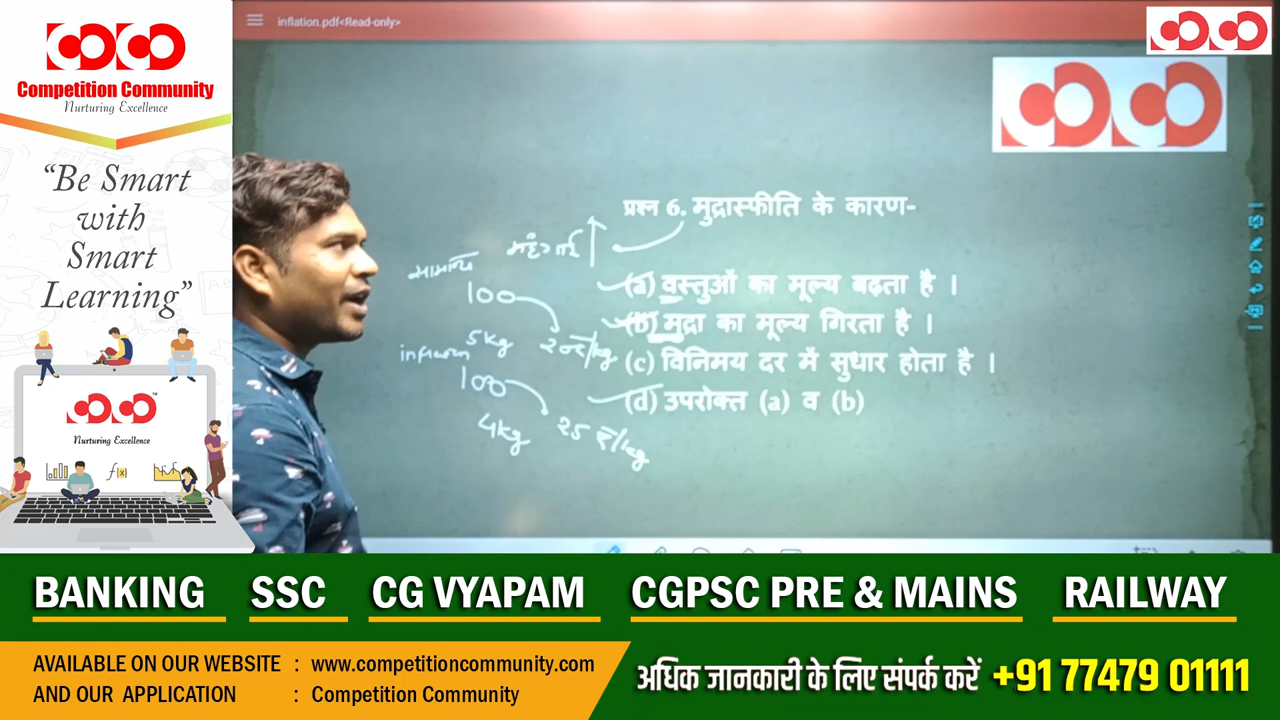 Competition Community
Nurturing Excellence
“Be Smart
with
Smart
Learning”
Nurturing Excellence
f(x)
inflation.pdf<Read-only>
प्रश्न 6. मुद्रास्फीति के कारण-
(a) वस्तुओं का मूल्य बढ़ता है ।
(b) मुद्रा का मूल्य गिरता है ।
(c) विनिमय दर में सुधार होता है ।
(d) उपरोक्त (a) व (b)
सामान्य
100
5kg
20₹/kg
100
4kg
25 ₹/kg
BANKING SSC CG VYAPAM CGPSC PRE & MAINS RAILWAY
AVAILABLE ON OUR WEBSITE : www.competitioncommunity.com
AND OUR APPLICATION : Competition Community
अधिक जानकारी के लिए संपर्क करें +91 77479 01111